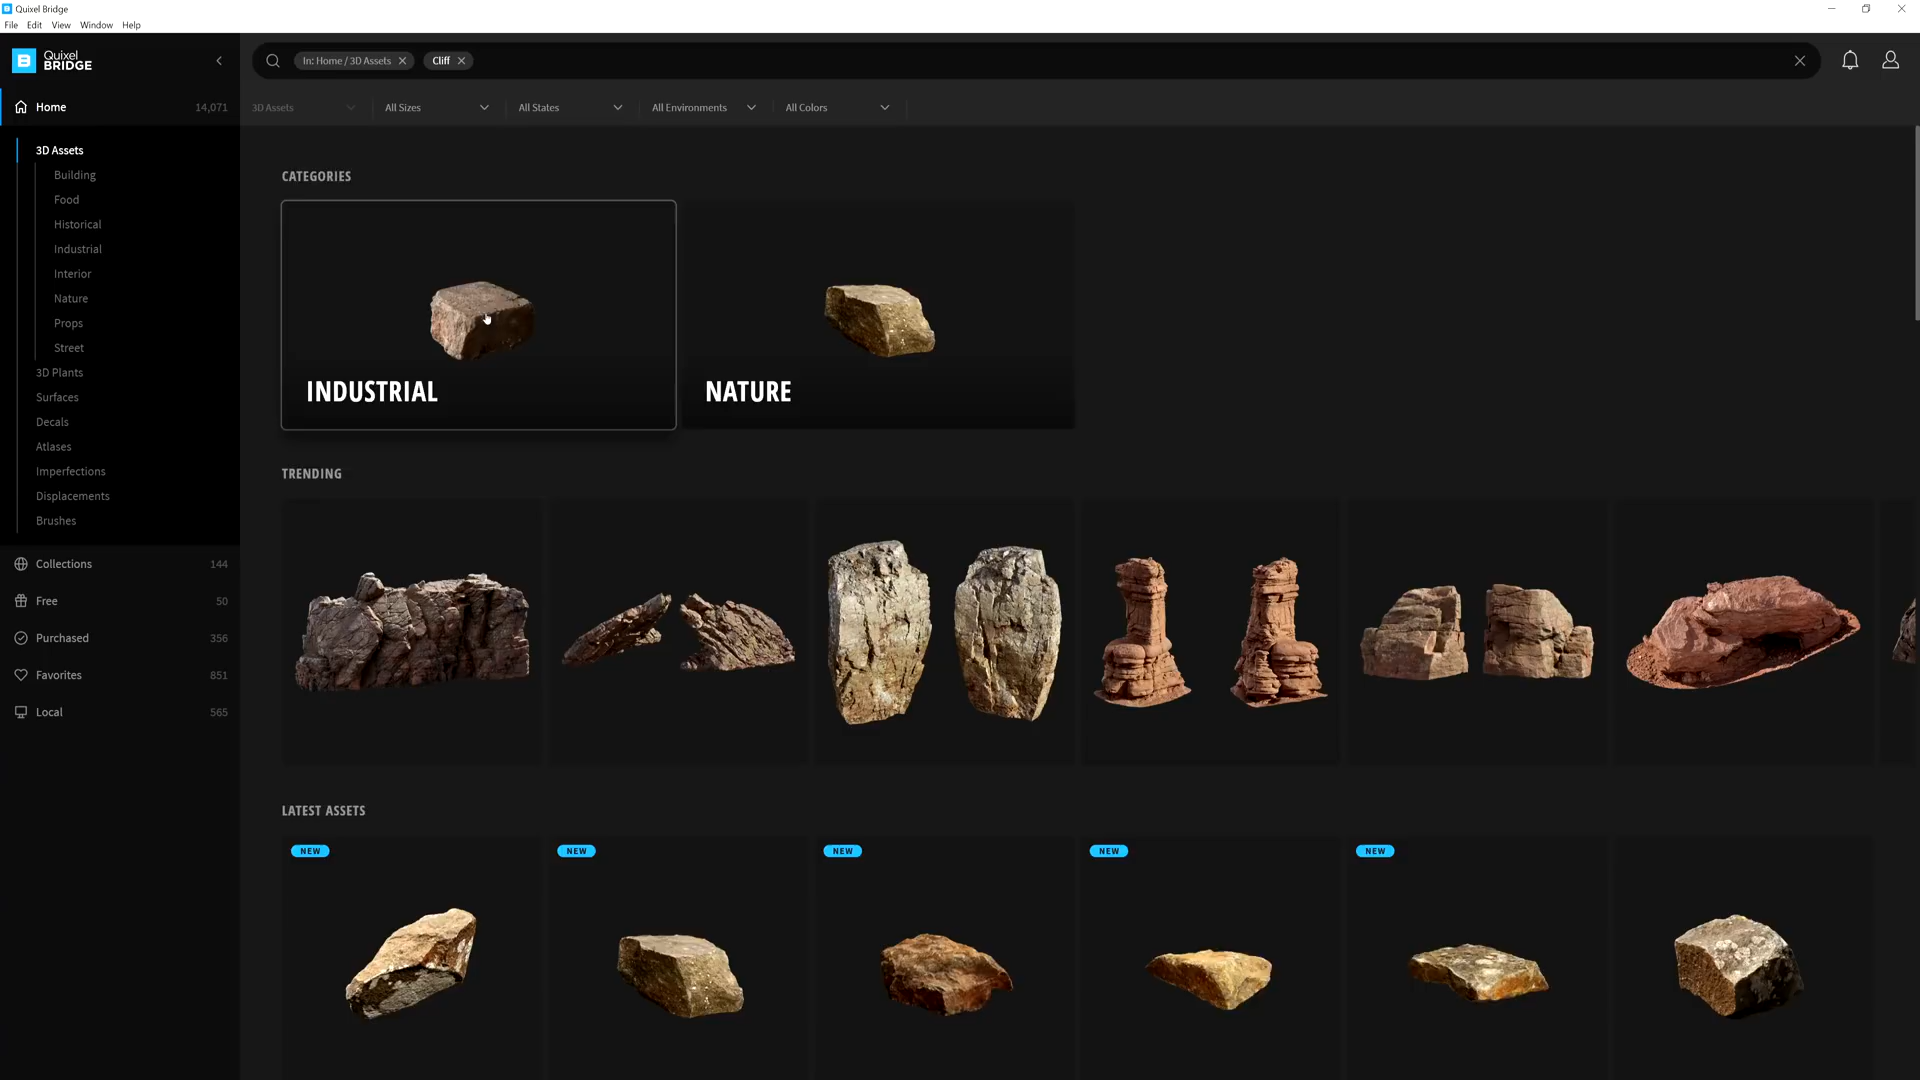 Quixel Bridge
File Edit View Window Help
Quixel
BRIDGE
In: Home / 3D Assets
Cliff
Home 14,071
3D Assets
All Sizes
All States
All Environments
All Colors
3D Assets
Building
Food
Historical
Industrial
Interior
Nature
Props
Street
3D Plants
Surfaces
Decals
Atlases
Imperfections
Displacements
Brushes
Collections 144
Free 50
Purchased 356
Favorites 851
Local 565
CATEGORIES
INDUSTRIAL
NATURE
TRENDING
LATEST ASSETS
NEW
NEW
NEW
NEW
NEW